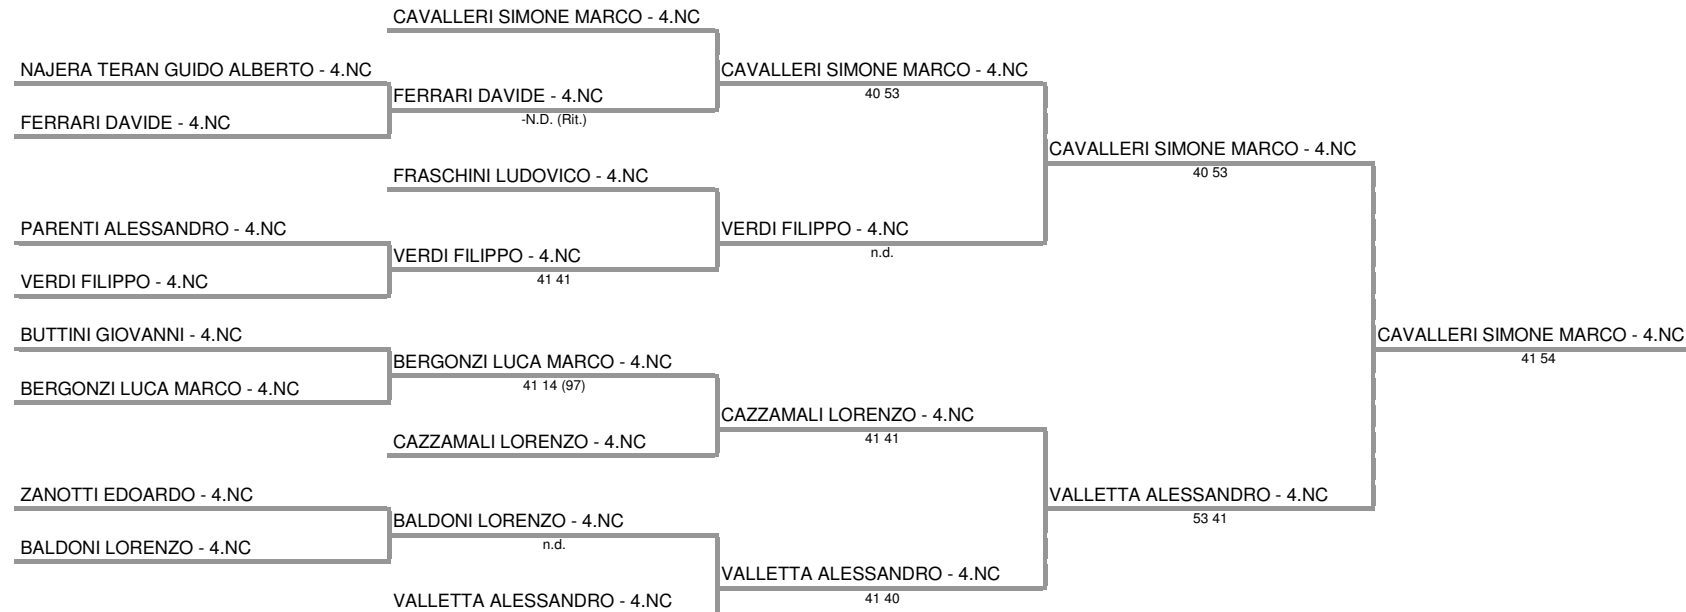 CAVALLERI SIMONE MARCO - 4.NC
NAJERA TERAN GUIDO ALBERTO - 4.NC
CAVALLERI SIMONE MARCO - 4.NC
40 53
FERRARI DAVIDE - 4.NC
-N.D. (Rit.)
FERRARI DAVIDE - 4.NC
CAVALLERI SIMONE MARCO - 4.NC
40 53
FRASCHINI LUDOVICO - 4.NC
PARENTI ALESSANDRO - 4.NC
VERDI FILIPPO - 4.NC
n.d.
VERDI FILIPPO - 4.NC
41 41
VERDI FILIPPO - 4.NC
BUTTINI GIOVANNI - 4.NC
CAVALLERI SIMONE MARCO - 4.NC
41 54
BERGONZI LUCA MARCO - 4.NC
41 14 (97)
BERGONZI LUCA MARCO - 4.NC
CAZZAMALI LORENZO - 4.NC
41 41
CAZZAMALI LORENZO - 4.NC
ZANOTTI EDOARDO - 4.NC
VALLETTA ALESSANDRO - 4.NC
53 41
BALDONI LORENZO - 4.NC
n.d.
BALDONI LORENZO - 4.NC
VALLETTA ALESSANDRO - 4.NC
41 40
VALLETTA ALESSANDRO - 4.NC